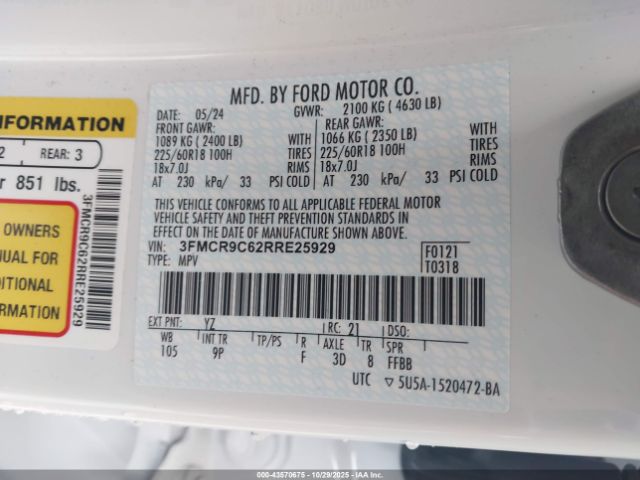 MFD. BY FORD MOTOR CO.
DATE: 05/24 GVWR: 2100 KG ( 4630 LB)
FRONT GAWR: WITH REAR GAWR: WITH
1089 KG ( 2400 LB) 1066 KG ( 2350 LB)
225/60R18 100H TIRES 225/60R18 100H TIRES
18x7.0J RIMS 18x7.0J RIMS
AT 230 kPa/ 33 PSI COLD AT 230 kPa/ 33 PSI COLD
THIS VEHICLE CONFORMS TO ALL APPLICABLE FEDERAL MOTOR
VEHICLE SAFETY AND THEFT PREVENTION STANDARDS IN
EFFECT ON THE DATE OF MANUFACTURE SHOWN ABOVE.
VIN: 3FMCR9C62RRE25929 F0121
TYPE: MPV T0318
EXT PNT: YZ RC: 21 DSO:
WB INT TR TP/PS R AXLE TR SPR
105 9P F 3D 8 FFBB
UTC ▽ 5U5A-1520472-BA
INFORMATION
2 REAR: 3
r 851 lbs.
OWNERS
NUAL FOR
DITIONAL
RMATION
3FMCR9C62RRE25929
000-43570675 - 10/29/2025 - Copyright IAA, Inc.